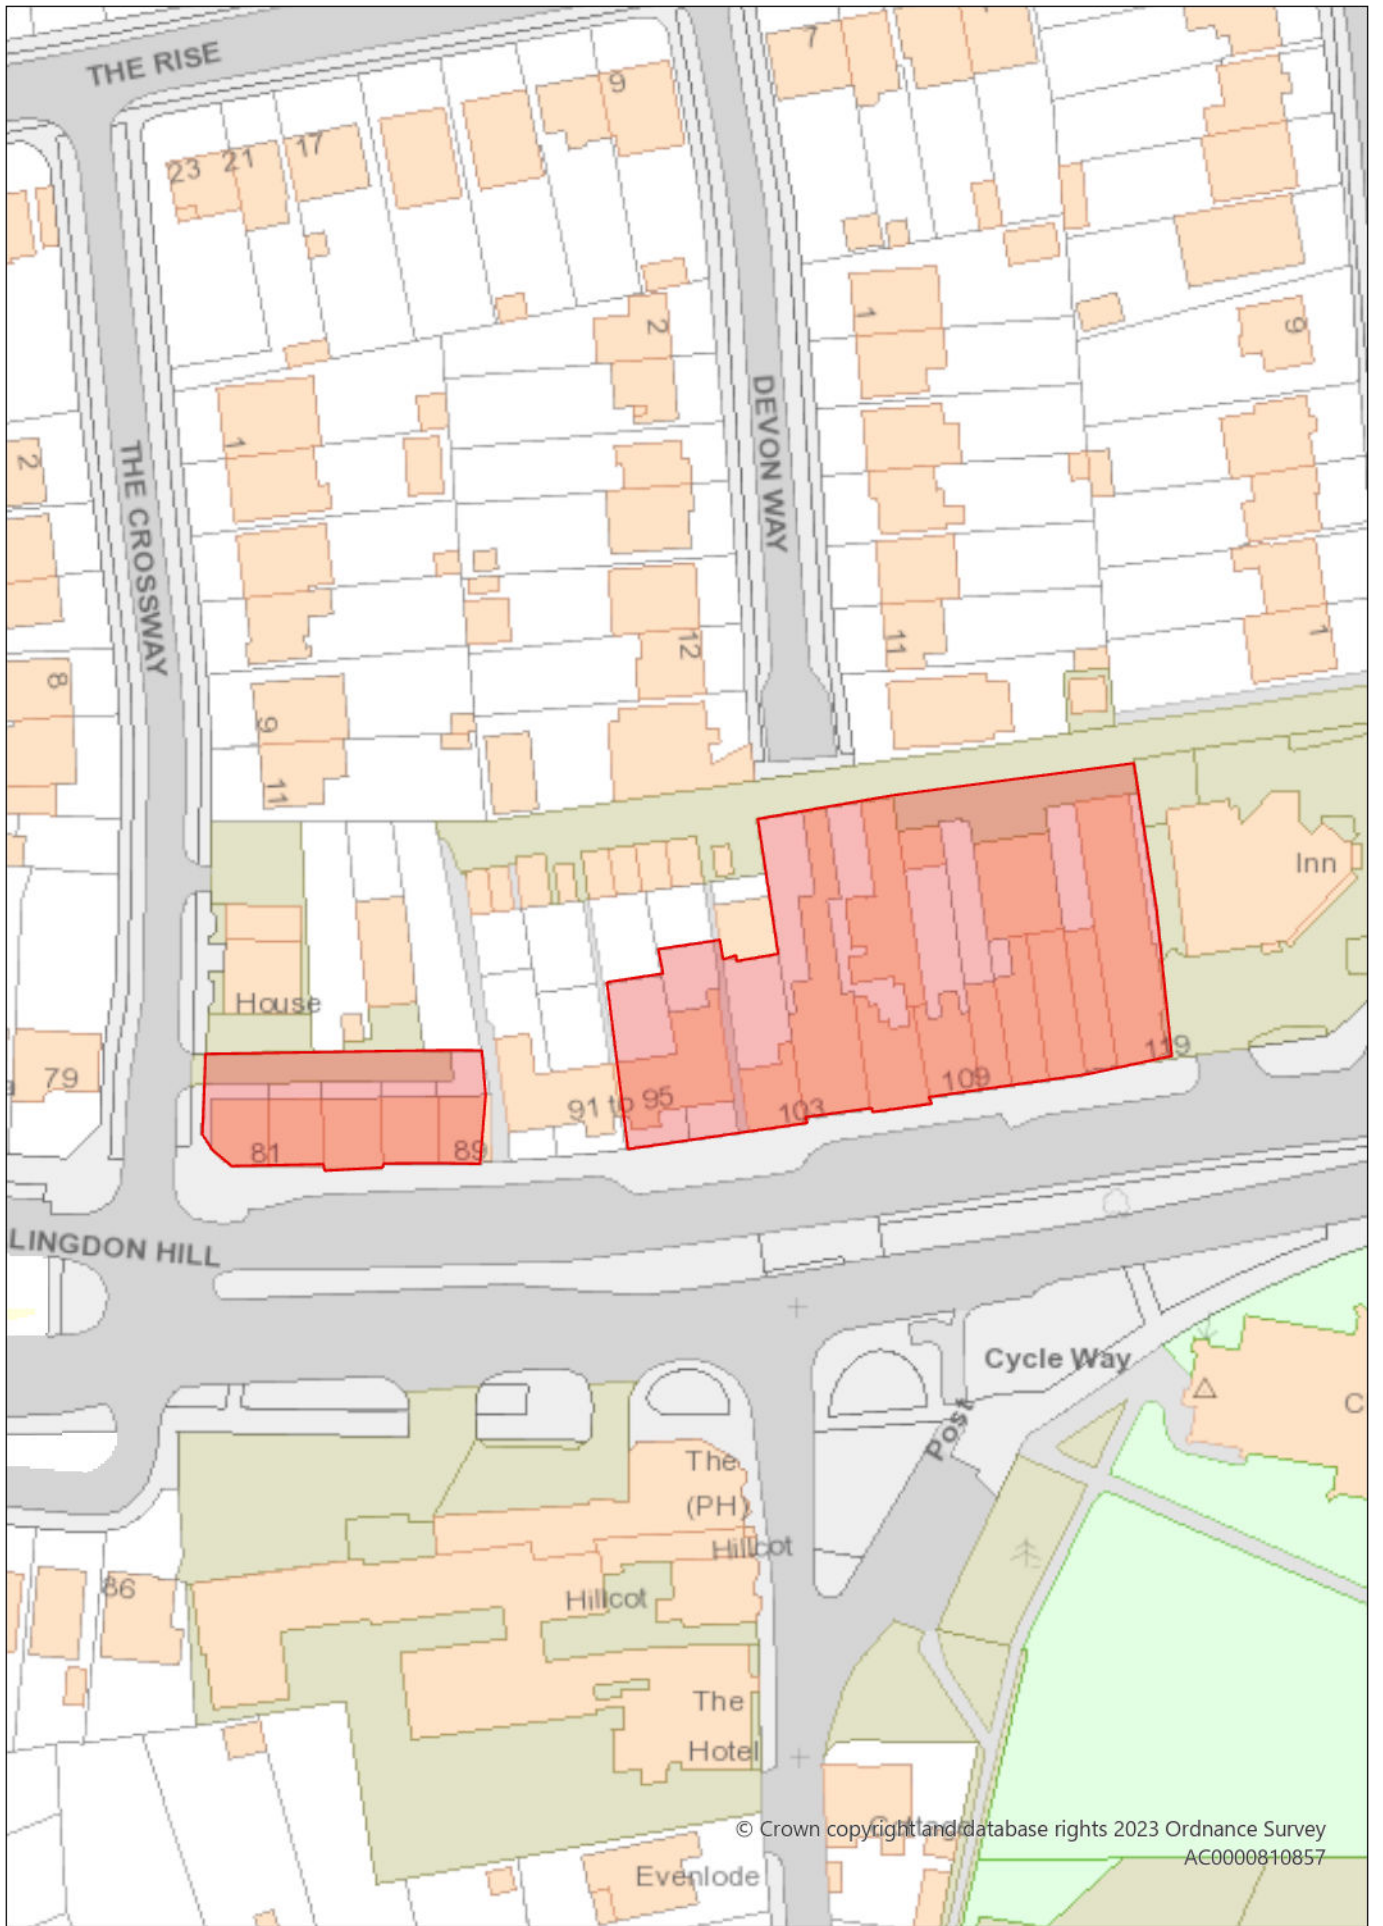 THE RISE
7
9
23
21
17
2
1
9
DEVON WAY
1
2
THE CROSSWAY
12
11
1
8
9
11
Inn
House
79
91 to 95
103
109
119
81
89
LINGDON HILL
Cycle Way
Post
C
The
(PH)
Hillcot
Hillcot
86
The
Hotel
Evenlode
© Crown copyright and database rights 2023 Ordnance Survey
AC0000810857